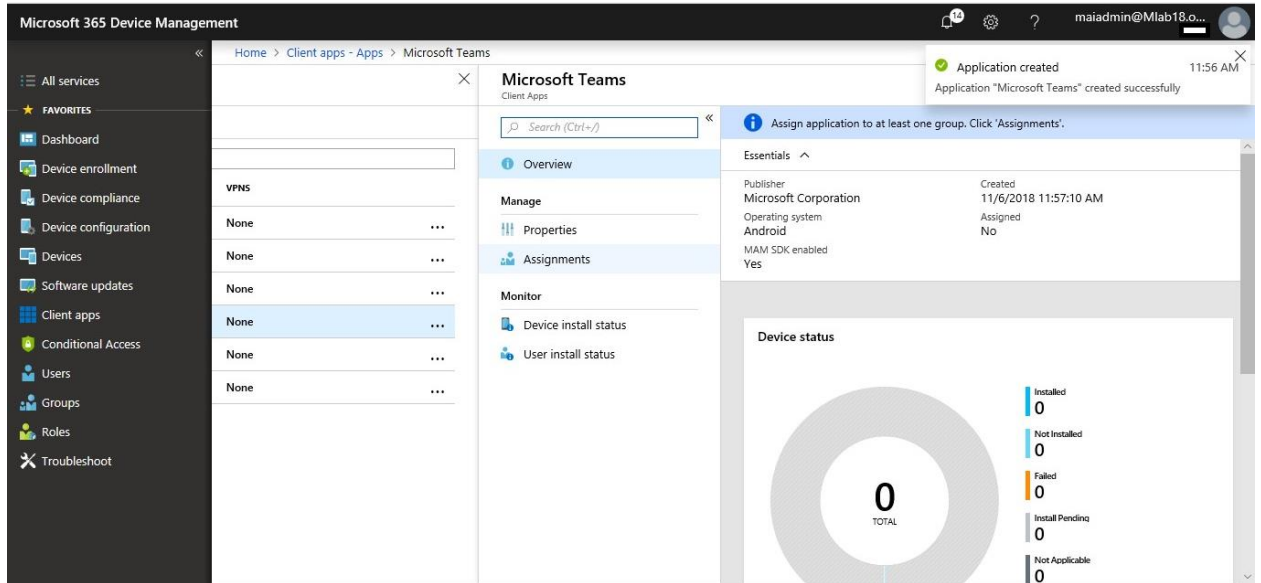 Microsoft 365 Device Management
14
?
maiadmin@Mlab18.o...
«
All services
FAVORITES
Dashboard
Device enrollment
Device compliance
Device configuration
Devices
Software updates
Client apps
Conditional Access
Users
Groups
Roles
Troubleshoot
Home > Client apps - Apps > Microsoft Teams
VPNS
None ...
None ...
None ...
None ...
None ...
None ...
Microsoft Teams
Client Apps
Search (Ctrl+/)
«
Overview
Manage
Properties
Assignments
Monitor
Device install status
User install status
Application created 11:56 AM
Application "Microsoft Teams" created successfully
Assign application to at least one group. Click 'Assignments'.
Essentials
Publisher
Microsoft Corporation
Operating system
Android
MAM SDK enabled
Yes
Created
11/6/2018 11:57:10 AM
Assigned
No
Device status
0
TOTAL
Installed
0
Not Installed
0
Failed
0
Install Pending
0
Not Applicable
0